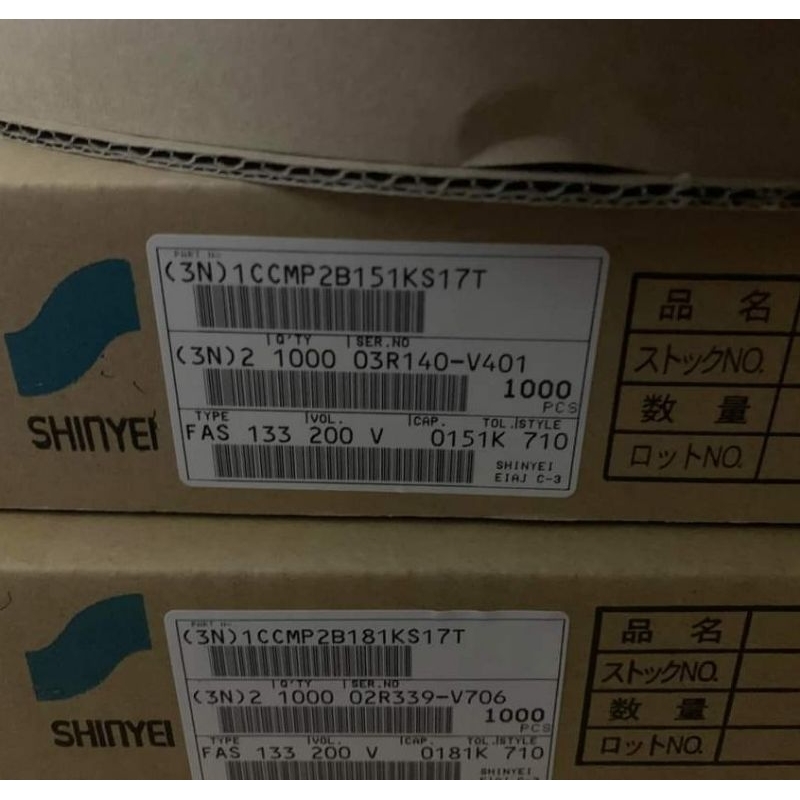 PART No
(3N)1CCMP2B151KS17T
Q'TY SER.NO
(3N)2 1000 03R140-V401
1000
PCS
TYPE VOL. CAP. TOL. STYLE
FAS 133 200 V 0151K 710
SHINYEI
EIAJ C-3
SHINYEI
品名
ストックNO.
数量
ロットNO.
PART No
(3N)1CCMP2B181KS17T
Q'TY SER.NO
(3N)2 1000 02R339-V706
1000
PCS
TYPE VOL. CAP. TOL. STYLE
FAS 133 200 V 0181K 710
SHINYEI
EIAJ C-3
SHINYEI
品名
ストックNO.
数量
ロットNO.